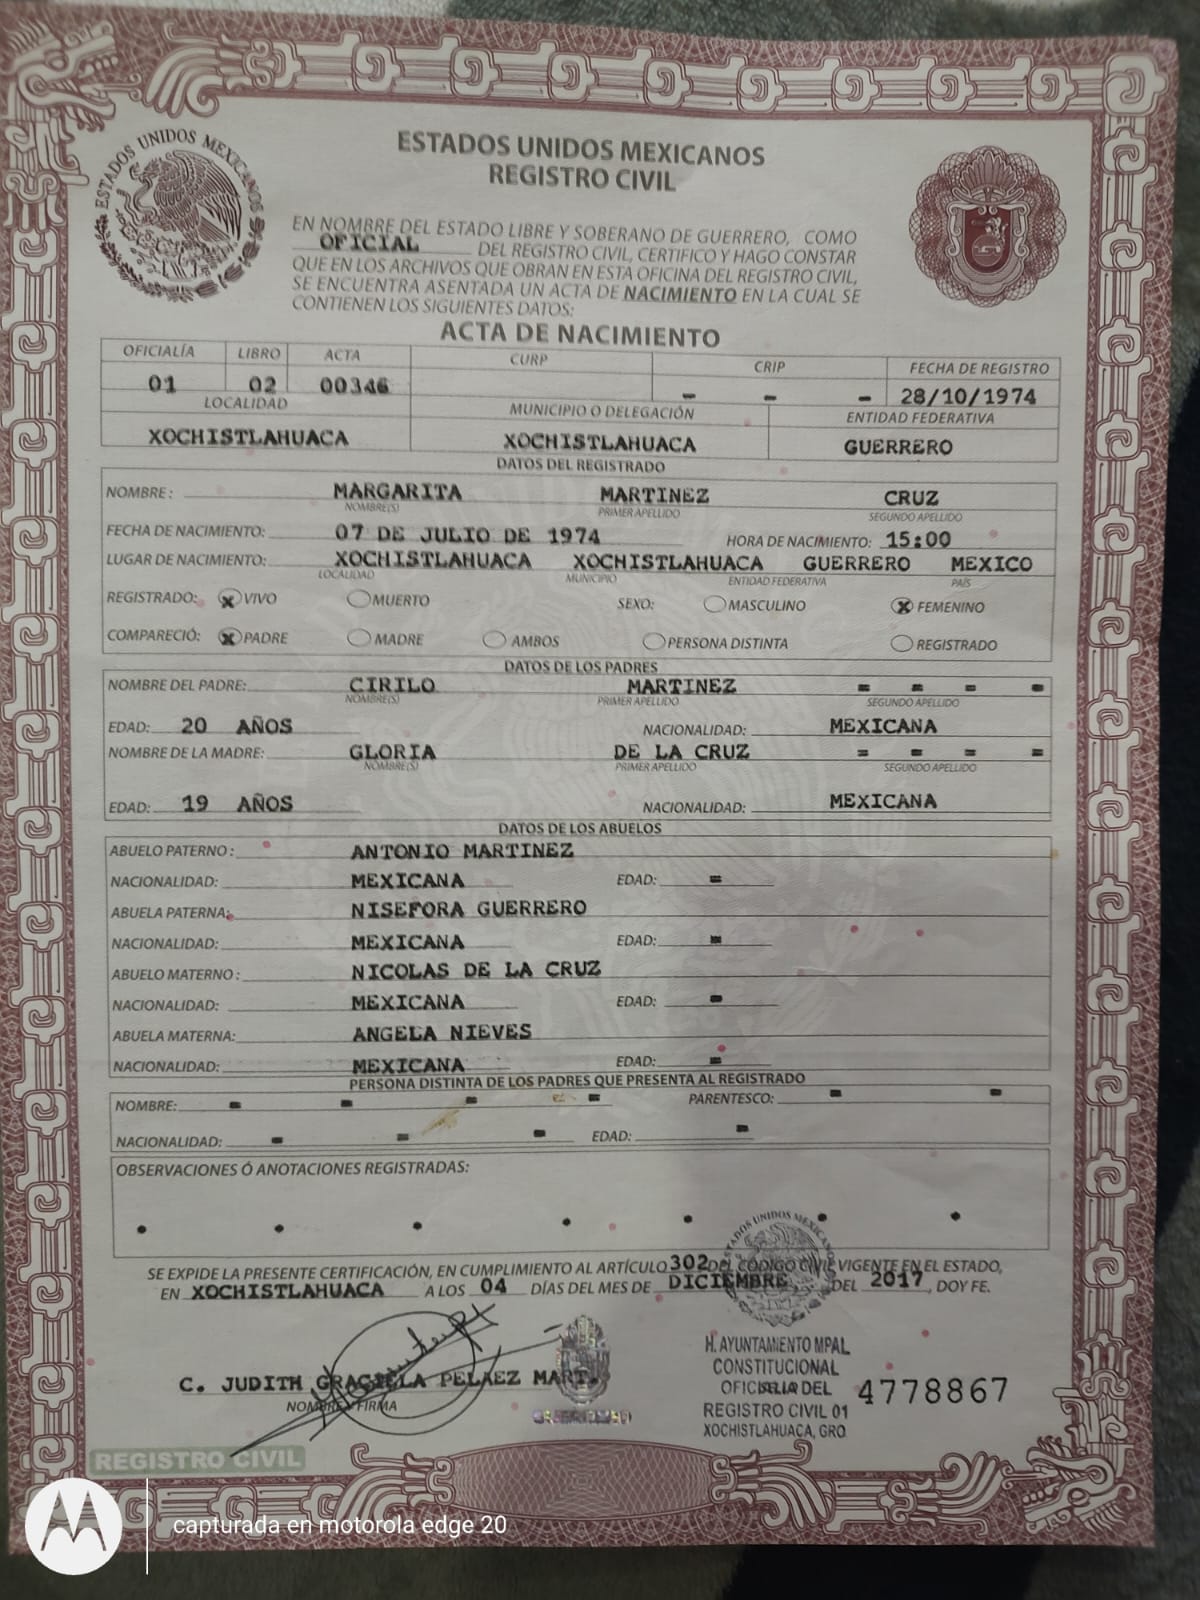 ESTADOS UNIDOS MEXICANOS
ESTADOS UNIDOS MEXICANOS
REGISTRO CIVIL
EN NOMBRE DEL ESTADO LIBRE Y SOBERANO DE GUERRERO, COMO
OFICIAL DEL REGISTRO CIVIL, CERTIFICO Y HAGO CONSTAR
QUE EN LOS ARCHIVOS QUE OBRAN EN ESTA OFICINA DEL REGISTRO CIVIL,
SE ENCUENTRA ASENTADA UN ACTA DE NACIMIENTO EN LA CUAL SE
CONTIENEN LOS SIGUIENTES DATOS:
ACTA DE NACIMIENTO
OFICIALÍA LIBRO ACTA CURP CRIP FECHA DE REGISTRO
01 02 00346 - - - 28/10/1974
LOCALIDAD MUNICIPIO O DELEGACIÓN ENTIDAD FEDERATIVA
XOCHISTLAHUACA XOCHISTLAHUACA GUERRERO
DATOS DEL REGISTRADO
NOMBRE: MARGARITA MARTINEZ CRUZ
NOMBRE(S) PRIMER APELLIDO SEGUNDO APELLIDO
FECHA DE NACIMIENTO: 07 DE JULIO DE 1974 HORA DE NACIMIENTO: 15:00
LUGAR DE NACIMIENTO: XOCHISTLAHUACA XOCHISTLAHUACA GUERRERO MEXICO
LOCALIDAD MUNICIPIO ENTIDAD FEDERATIVA PAÍS
REGISTRADO: X VIVO MUERTO SEXO: MASCULINO X FEMENINO
COMPARECIÓ: X PADRE MADRE AMBOS PERSONA DISTINTA REGISTRADO
DATOS DE LOS PADRES
NOMBRE DEL PADRE: CIRILO MARTINEZ - - - -
NOMBRE(S) PRIMER APELLIDO SEGUNDO APELLIDO
EDAD: 20 AÑOS NACIONALIDAD: MEXICANA
NOMBRE DE LA MADRE: GLORIA DE LA CRUZ - - - -
NOMBRE(S) PRIMER APELLIDO SEGUNDO APELLIDO
EDAD: 19 AÑOS NACIONALIDAD: MEXICANA
DATOS DE LOS ABUELOS
ABUELO PATERNO: ANTONIO MARTINEZ
NACIONALIDAD: MEXICANA EDAD: -
ABUELA PATERNA: NISEFORA GUERRERO
NACIONALIDAD: MEXICANA EDAD: -
ABUELO MATERNO: NICOLAS DE LA CRUZ
NACIONALIDAD: MEXICANA EDAD: -
ABUELA MATERNA: ANGELA NIEVES
NACIONALIDAD: MEXICANA EDAD: -
PERSONA DISTINTA DE LOS PADRES QUE PRESENTA AL REGISTRADO
NOMBRE: - - - - PARENTESCO: - -
NACIONALIDAD: - - - EDAD: -
OBSERVACIONES Ó ANOTACIONES REGISTRADAS:
ESTADOS UNIDOS MEXICANOS
SE EXPIDE LA PRESENTE CERTIFICACIÓN, EN CUMPLIMIENTO AL ARTÍCULO 302 DEL CÓDIGO CIVIL VIGENTE EN EL ESTADO,
EN XOCHISTLAHUACA A LOS 04 DÍAS DEL MES DE DICIEMBRE DEL 2017, DOY FE.
C. JUDITH GRACIELA PELAEZ MART.
NOMBRE Y FIRMA
H. AYUNTAMIENTO MPAL
CONSTITUCIONAL
DEL
REGISTRO CIVIL 01
XOCHISTLAHUACA, GRO
4778867
REGISTRO CIVIL
capturada en motorola edge 20